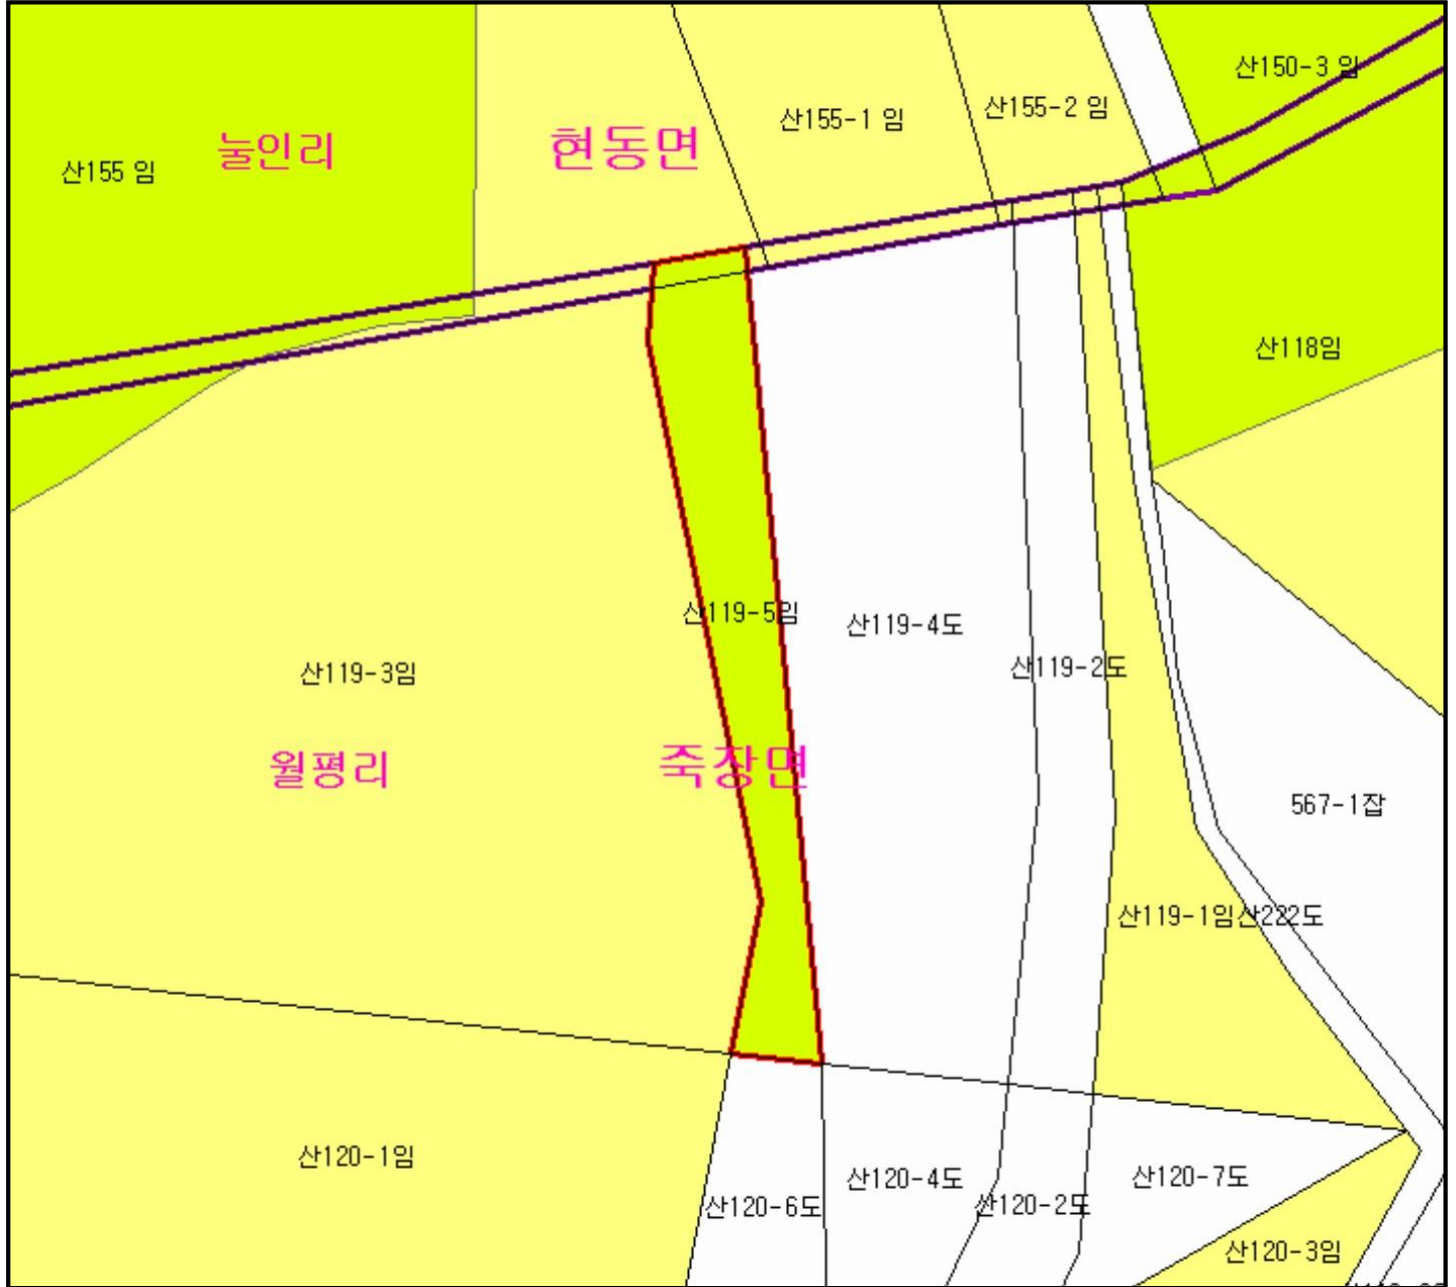 산150-3 임
산155-2 임
산155-1 임
현동면
눌인리
산155 임
산118임
산119-5임
산119-4도
산119-2도
산119-3임
월평리
죽장면
567-1잡
산119-1임
산222도
산120-1임
산120-6도
산120-4도
산120-2도
산120-7도
산120-3임